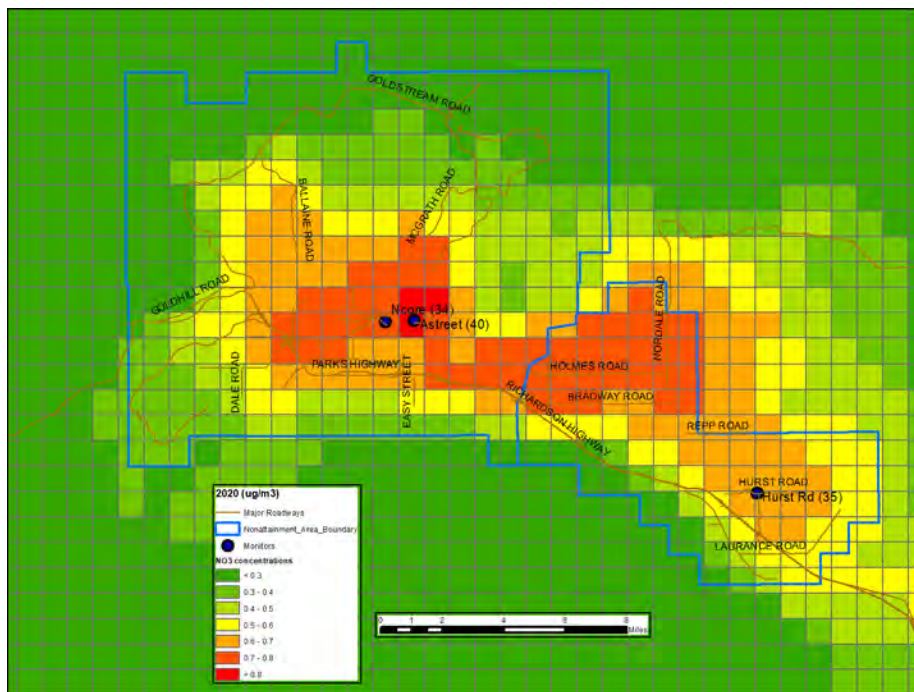 GOLDSTREAM ROAD
BALLAINE ROAD
MCGRATH ROAD
GOLDHILL ROAD
NORDALE ROAD
Ncore (34)
Astreet (40)
PARKS HIGHWAY
HOLMES ROAD
DALE ROAD
EASY STREET
BRADWAY ROAD
RICHARDSON HIGHWAY
REPP ROAD
HURST ROAD
Hurst Rd (35)
LAURANCE ROAD
2020 (ug/m3)
Major Roadways
Nonattainment_Area_Boundary
Monitors
NO3 concentrations
< 0.3
0.3 - 0.4
0.4 - 0.5
0.5 - 0.6
0.6 - 0.7
0.7 - 0.8
> 0.8
0 1 2 4 6 8
Miles